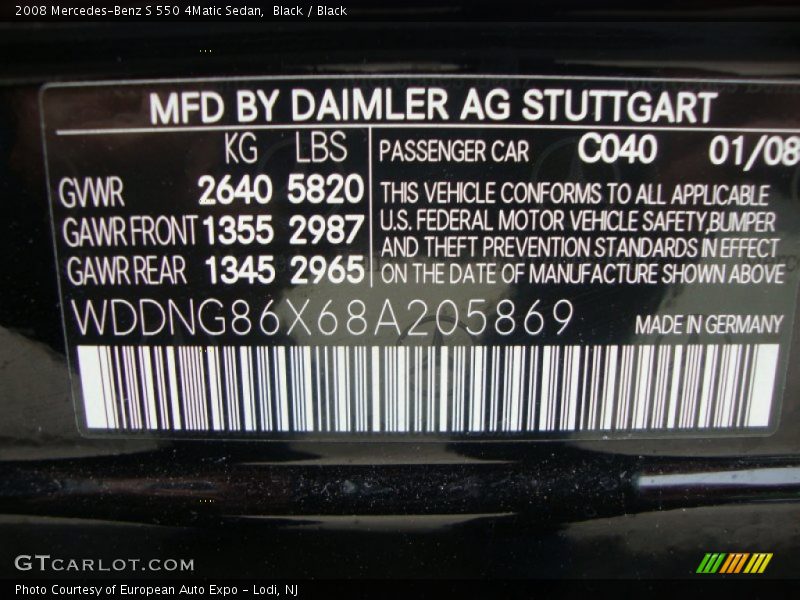 2008 Mercedes-Benz S 550 4Matic Sedan,  Black / Black
MFD BY DAIMLER AG STUTTGART
KG LBS
GVWR 2640 5820
GAWR FRONT 1355 2987
GAWR REAR 1345 2965
PASSENGER CAR C040 01/08
THIS VEHICLE CONFORMS TO ALL APPLICABLE
U.S. FEDERAL MOTOR VEHICLE SAFETY, BUMPER
AND THEFT PREVENTION STANDARDS IN EFFECT
ON THE DATE OF MANUFACTURE SHOWN ABOVE
WDDNG86X68A205869
MADE IN GERMANY
GTCARLOT.COM
Photo Courtesy of European Auto Expo - Lodi, NJ